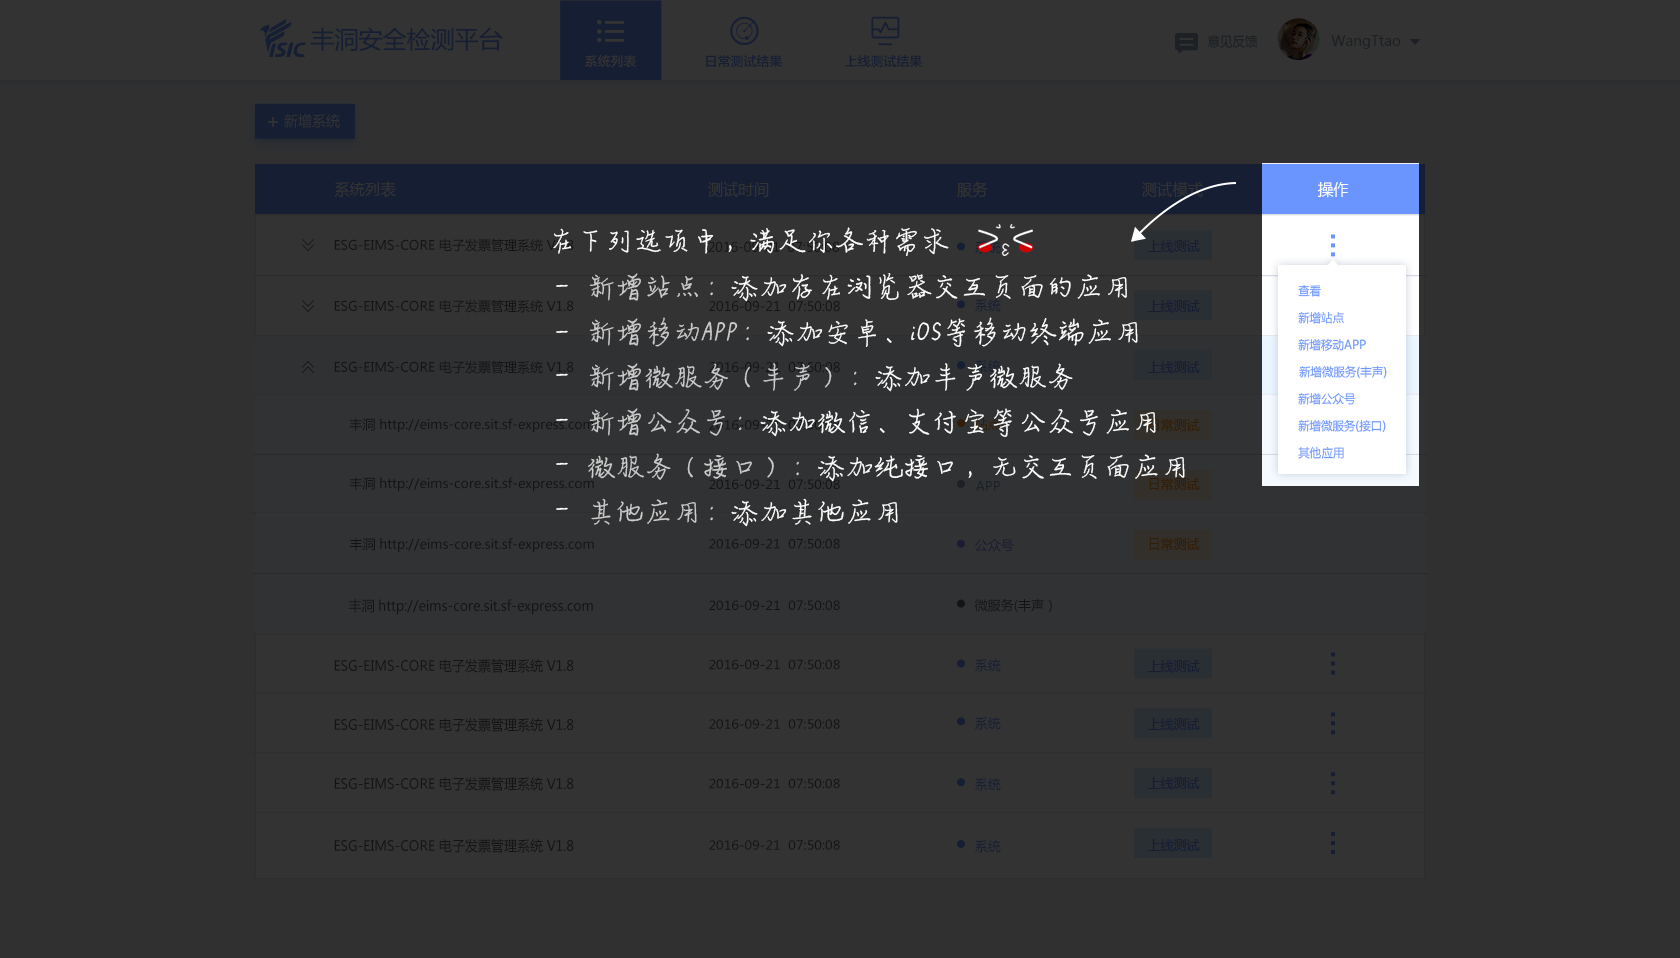 YSIC 丰洞安全检测平台
系统列表
日常测试结果
上线测试结果
意见反馈
WangTtao
+ 新增系统
系统列表 测试时间 服务 测试模式 操作
ESG-EIMS-CORE 电子发票管理系统 V1.8 2016-09-21 07:50:08 系统 上线测试
在下列选项中，满足你各种需求
ESG-EIMS-CORE 电子发票管理系统 V1.8 2016-09-21 07:50:08 系统 上线测试
- 新增站点：添加存在浏览器交互页面的应用
- 新增移动APP：添加安卓、iOS等移动终端应用
ESG-EIMS-CORE 电子发票管理系统 V1.8 2016-09-21 07:50:08 系统 上线测试
- 新增微服务（丰声）：添加丰声微服务
丰洞 http://eims-core.sit.sf-express.com 2016-09-21 07:50:08 日常测试
- 新增公众号：添加微信、支付宝等公众号应用
- 微服务（接口）：添加纯接口，无交互页面应用
丰洞 http://eims-core.sit.sf-express.com 2016-09-21 07:50:08 APP 日常测试
- 其他应用：添加其他应用
查看
新增站点
新增移动APP
新增微服务(丰声)
新增公众号
新增微服务(接口)
其他应用
丰洞 http://eims-core.sit.sf-express.com 2016-09-21 07:50:08 公众号 日常测试
丰洞 http://eims-core.sit.sf-express.com 2016-09-21 07:50:08 微服务(丰声）
ESG-EIMS-CORE 电子发票管理系统 V1.8 2016-09-21 07:50:08 系统 上线测试
ESG-EIMS-CORE 电子发票管理系统 V1.8 2016-09-21 07:50:08 系统 上线测试
ESG-EIMS-CORE 电子发票管理系统 V1.8 2016-09-21 07:50:08 系统 上线测试
ESG-EIMS-CORE 电子发票管理系统 V1.8 2016-09-21 07:50:08 系统 上线测试